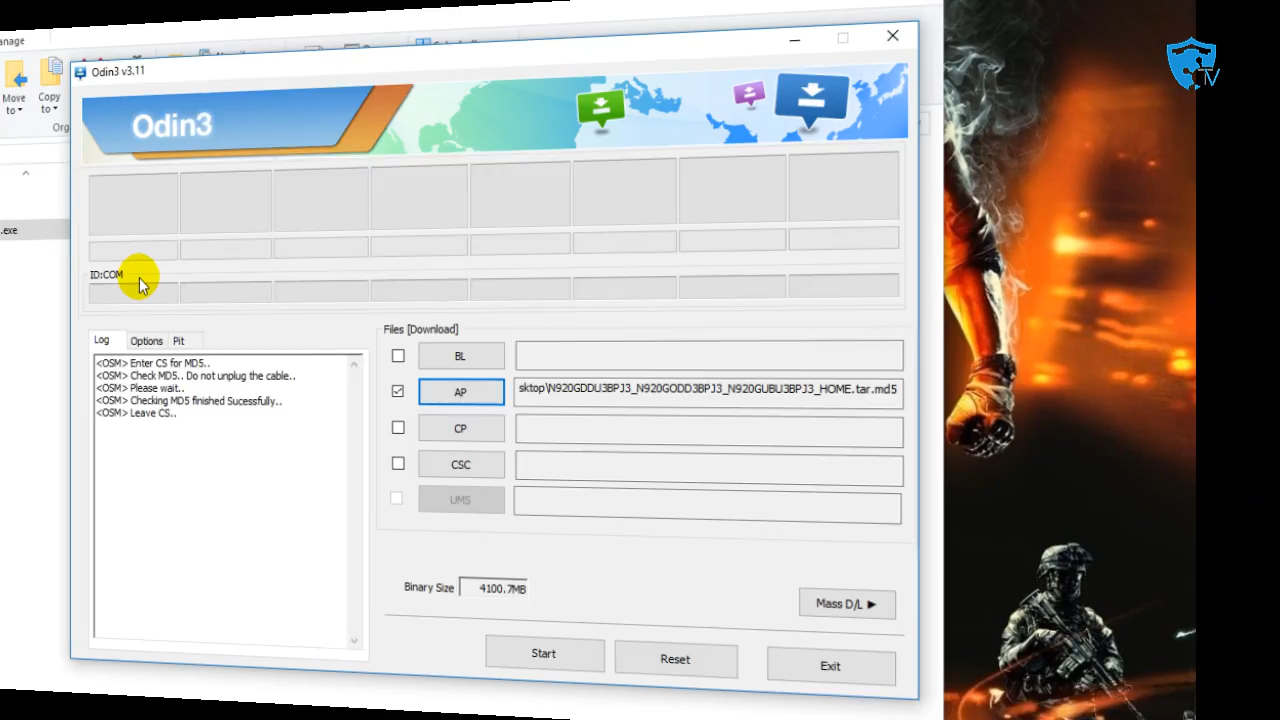 anage
Move
to
Copy
to
Org
.exe
TV
Odin3 v3.11
Odin3
ID:COM
Log
Options
Pit
<OSM> Enter CS for MD5..
<OSM> Check MD5.. Do not unplug the cable..
<OSM> Please wait..
<OSM> Checking MD5 finished Sucessfully..
<OSM> Leave CS..
Files [Download]
BL
AP
sktop\N920GDDU3BPJ3_N920GODD3BPJ3_N920GUBU3BPJ3_HOME.tar.md5
CP
CSC
UMS
Binary Size
4100.7MB
Mass D/L ►
Start
Reset
Exit